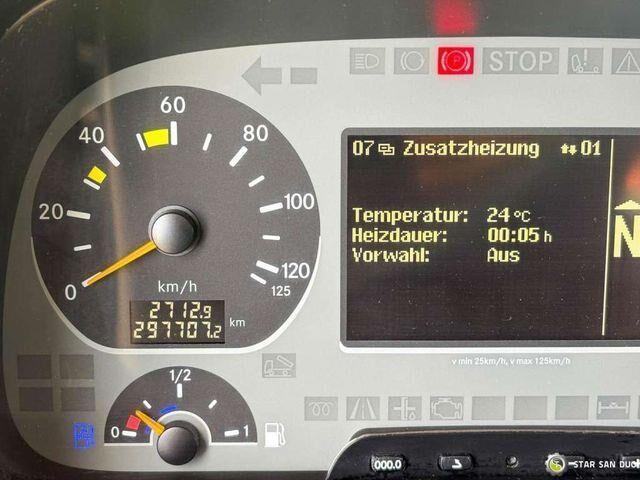 P STOP
60
40 80
20 100
0 120
125
km/h
2712.9
297707.2 km
07 Zusatzheizung 01
Temperatur: 24 °C
Heizdauer: 00:05 h
Vorwahl: Aus
N
v min 25km/h, v max 125km/h
1/2
0 1
000.0
STAR SAN DUO